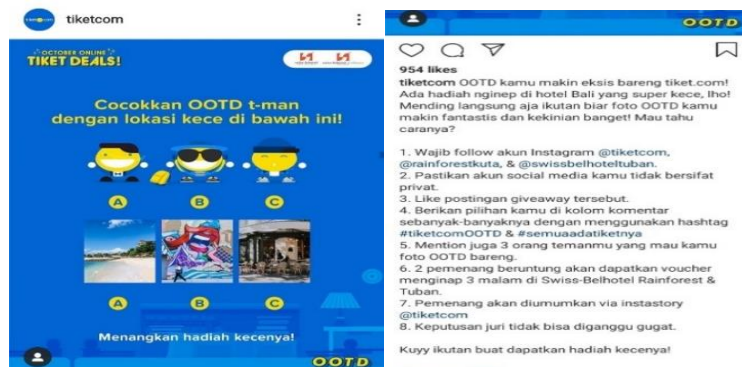 tiketcom
OCTOBER ONLINE
TIKET DEALS!
Cocokkan OOTD t-man
dengan lokasi kece di bawah ini!
A B C
A B C
Menangkan hadiah kecenya!
OOTD
OOTD
954 likes
tiketcom OOTD kamu makin eksis bareng tiket.com!
Ada hadiah nginep di hotel Bali yang super kece, lho!
Mending langsung aja ikutan biar foto OOTD kamu
makin fantastis dan kekinian banget! Mau tahu
caranya?
1. Wajib follow akun Instagram @tiketcom,
@rainforestkuta, & @swissbelhoteltuban.
2. Pastikan akun social media kamu tidak bersifat
privat.
3. Like postingan giveaway tersebut.
4. Berikan pilihan kamu di kolom komentar
sebanyak-banyaknya dengan menggunakan hashtag
#tiketcomOOTD & #semuaadatiketnya
5. Mention juga 3 orang temanmu yang mau kamu
foto OOTD bareng.
6. 2 pemenang beruntung akan dapatkan voucher
menginap 3 malam di Swiss-Belhotel Rainforest &
Tuban.
7. Pemenang akan diumumkan via instastory
@tiketcom
8. Keputusan juri tidak bisa diganggu gugat.
Kuyy ikutan buat dapatkan hadiah kecenya!